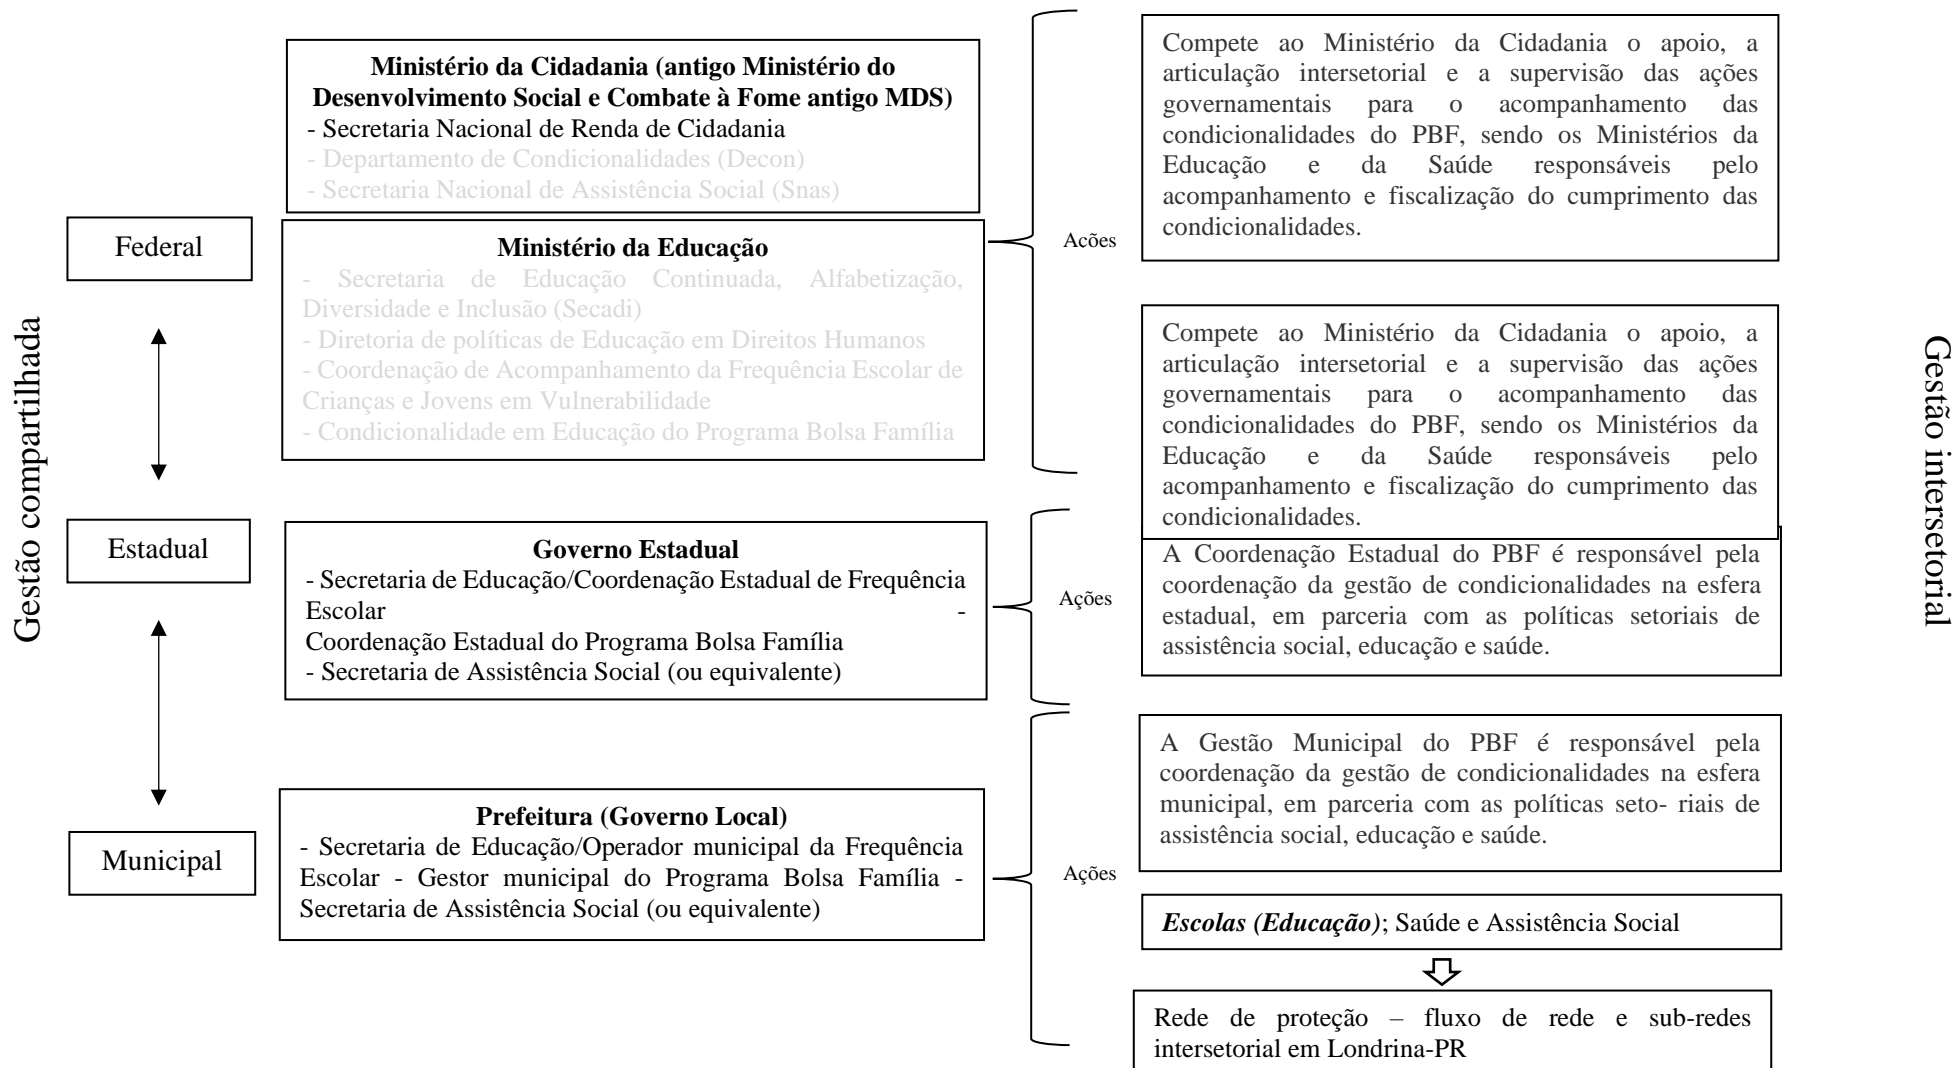 Gestão compartilhada
Federal
Estadual
Municipal
Ministério da Cidadania (antigo Ministério do
Desenvolvimento Social e Combate à Fome antigo MDS)
- Secretaria Nacional de Renda de Cidadania
- Departamento de Condicionalidades (Decon)
- Secretaria Nacional de Assistência Social (Snas)
Ministério da Educação
- Secretaria de Educação Continuada, Alfabetização,
Diversidade e Inclusão (Secadi)
- Diretoria de políticas de Educação em Direitos Humanos
- Coordenação de Acompanhamento da Frequência Escolar de
Crianças e Jovens em Vulnerabilidade
- Condicionalidade em Educação do Programa Bolsa Família
Ações
Compete ao Ministério da Cidadania o apoio, a
articulação intersetorial e a supervisão das ações
governamentais para o acompanhamento das
condicionalidades do PBF, sendo os Ministérios da
Educação e da Saúde responsáveis pelo
acompanhamento e fiscalização do cumprimento das
condicionalidades.
Compete ao Ministério da Cidadania o apoio, a
articulação intersetorial e a supervisão das ações
governamentais para o acompanhamento das
condicionalidades do PBF, sendo os Ministérios da
Educação e da Saúde responsáveis pelo
acompanhamento e fiscalização do cumprimento das
condicionalidades.
Governo Estadual
- Secretaria de Educação/Coordenação Estadual de Frequência
Escolar -
Coordenação Estadual do Programa Bolsa Família
- Secretaria de Assistência Social (ou equivalente)
Ações
A Coordenação Estadual do PBF é responsável pela
coordenação da gestão de condicionalidades na esfera
estadual, em parceria com as políticas setoriais de
assistência social, educação e saúde.
Prefeitura (Governo Local)
- Secretaria de Educação/Operador municipal da Frequência
Escolar - Gestor municipal do Programa Bolsa Família -
Secretaria de Assistência Social (ou equivalente)
Ações
A Gestão Municipal do PBF é responsável pela
coordenação da gestão de condicionalidades na esfera
municipal, em parceria com as políticas seto- riais de
assistência social, educação e saúde.
Escolas (Educação); Saúde e Assistência Social
Rede de proteção – fluxo de rede e sub-redes
intersetorial em Londrina-PR
Gestão intersetorial